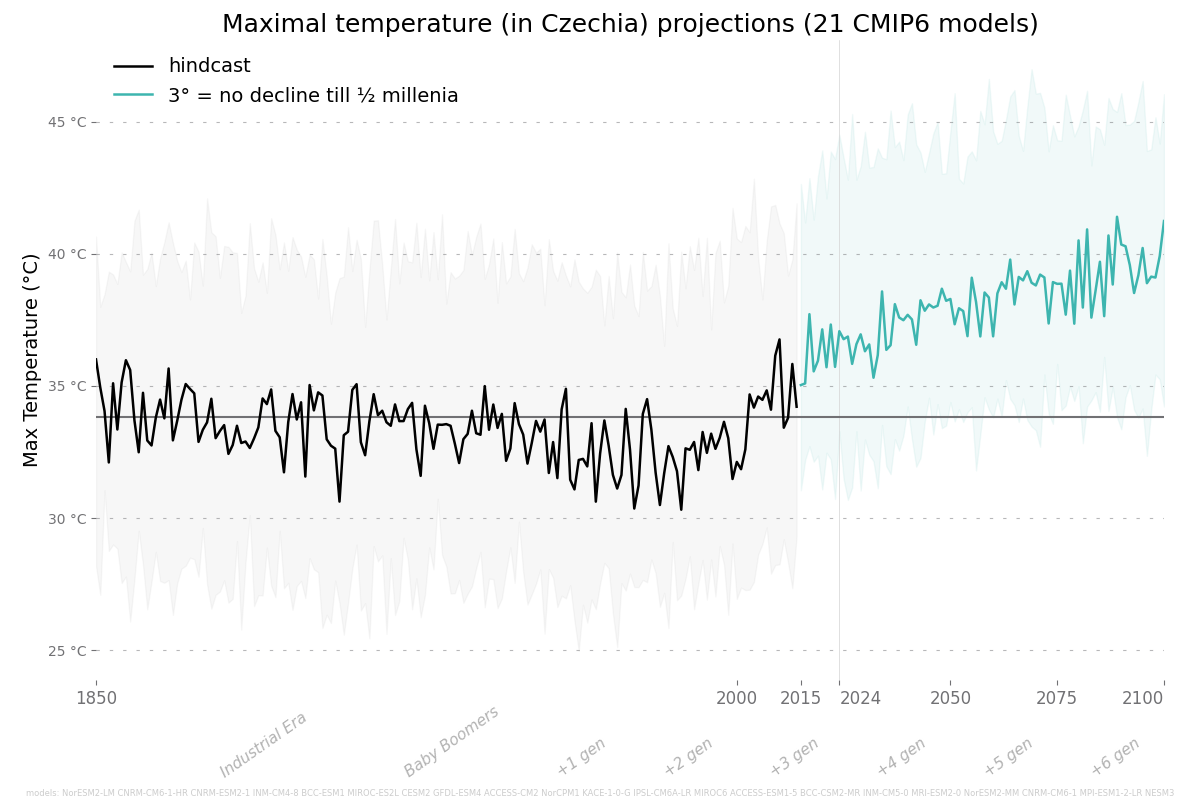 Maximal temperature (in Czechia) projections (21 CMIP6 models)
hindcast
3° = no decline till ½ millenia
Max Temperature (°C)
45 °C
40 °C
35 °C
30 °C
25 °C
1850 2000 2015 2024 2050 2075 2100
Industrial Era Baby Boomers +1 gen +2 gen +3 gen +4 gen +5 gen +6 gen
models: NorESM2-LM CNRM-CM6-1-HR CNRM-ESM2-1 INM-CM4-8 BCC-ESM1 MIROC-ES2L CESM2 GFDL-ESM4 ACCESS-CM2 NorCPM1 KACE-1-0-G IPSL-CM6A-LR MIROC6 ACCESS-ESM1-5 BCC-CSM2-MR INM-CM5-0 MRI-ESM2-0 NorESM2-MM CNRM-CM6-1 MPI-ESM1-2-LR NESM3